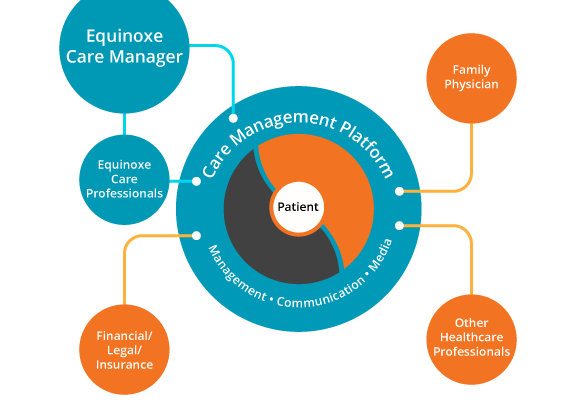 Equinoxe
Care Manager
Family
Physician
Care Management Platform
Equinoxe
Care
Professionals
Patient
Management • Communication • Media
Financial/
Legal/
Insurance
Other
Healthcare
Professionals